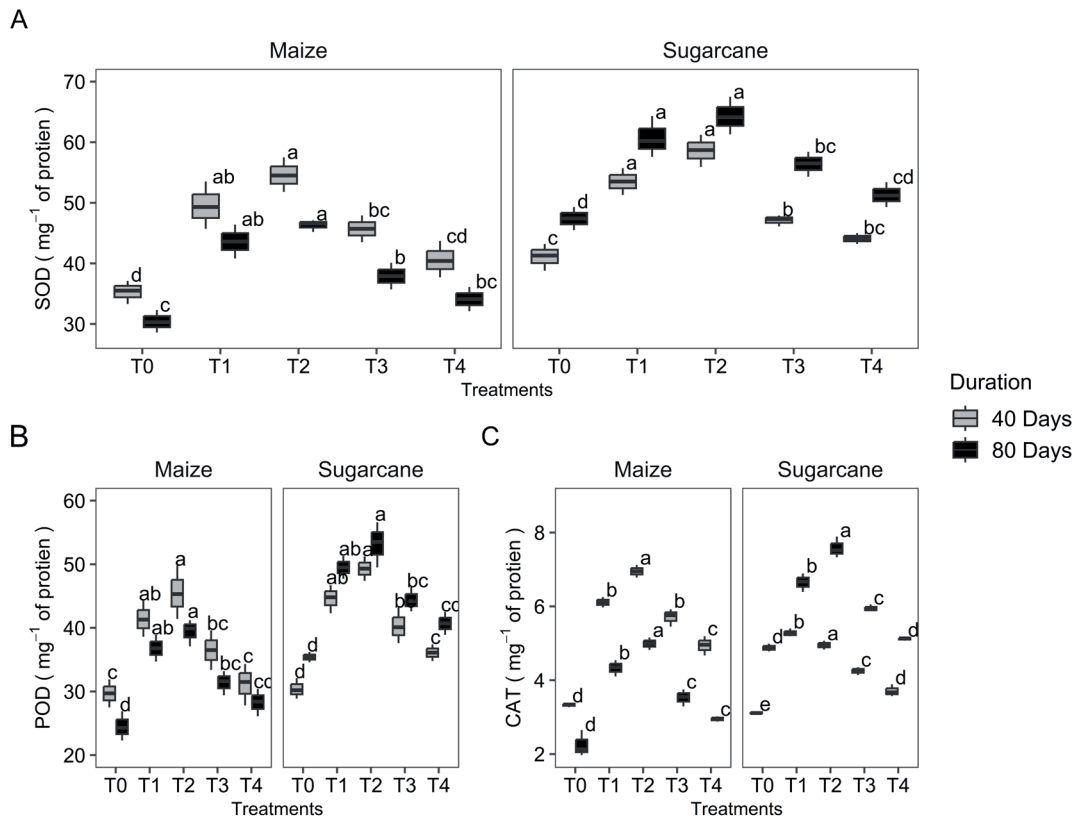 A
Maize Sugarcane
SOD ( mg⁻¹ of protien )
70
60
50
40
30
d c ab ab a a bc b cd bc
c d a a a a b bc bc cd
T0 T1 T2 T3 T4 T0 T1 T2 T3 T4
Treatments
Duration
40 Days
80 Days
B
Maize Sugarcane
POD ( mg⁻¹ of protien )
60
50
40
30
20
c d ab ab a a bc bc c cd
d d ab ab a a b bc c cd
T0 T1 T2 T3 T4 T0 T1 T2 T3 T4
Treatments
C
Maize Sugarcane
CAT ( mg⁻¹ of protien )
8
6
4
2
d d b b a a b c c c
e d b b a a c c d d
T0 T1 T2 T3 T4 T0 T1 T2 T3 T4
Treatments